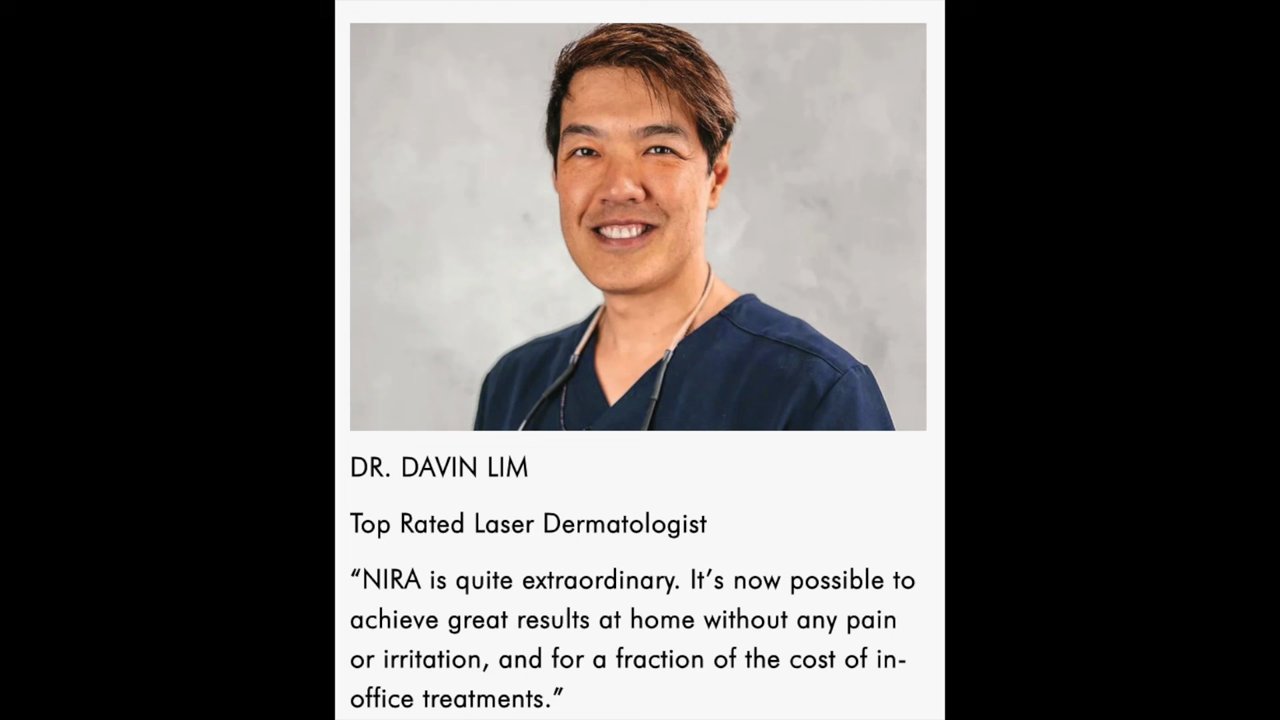 DR. DAVIN LIM
Top Rated Laser Dermatologist
“NIRA is quite extraordinary. It’s now possible to
achieve great results at home without any pain
or irritation, and for a fraction of the cost of in-
office treatments.”